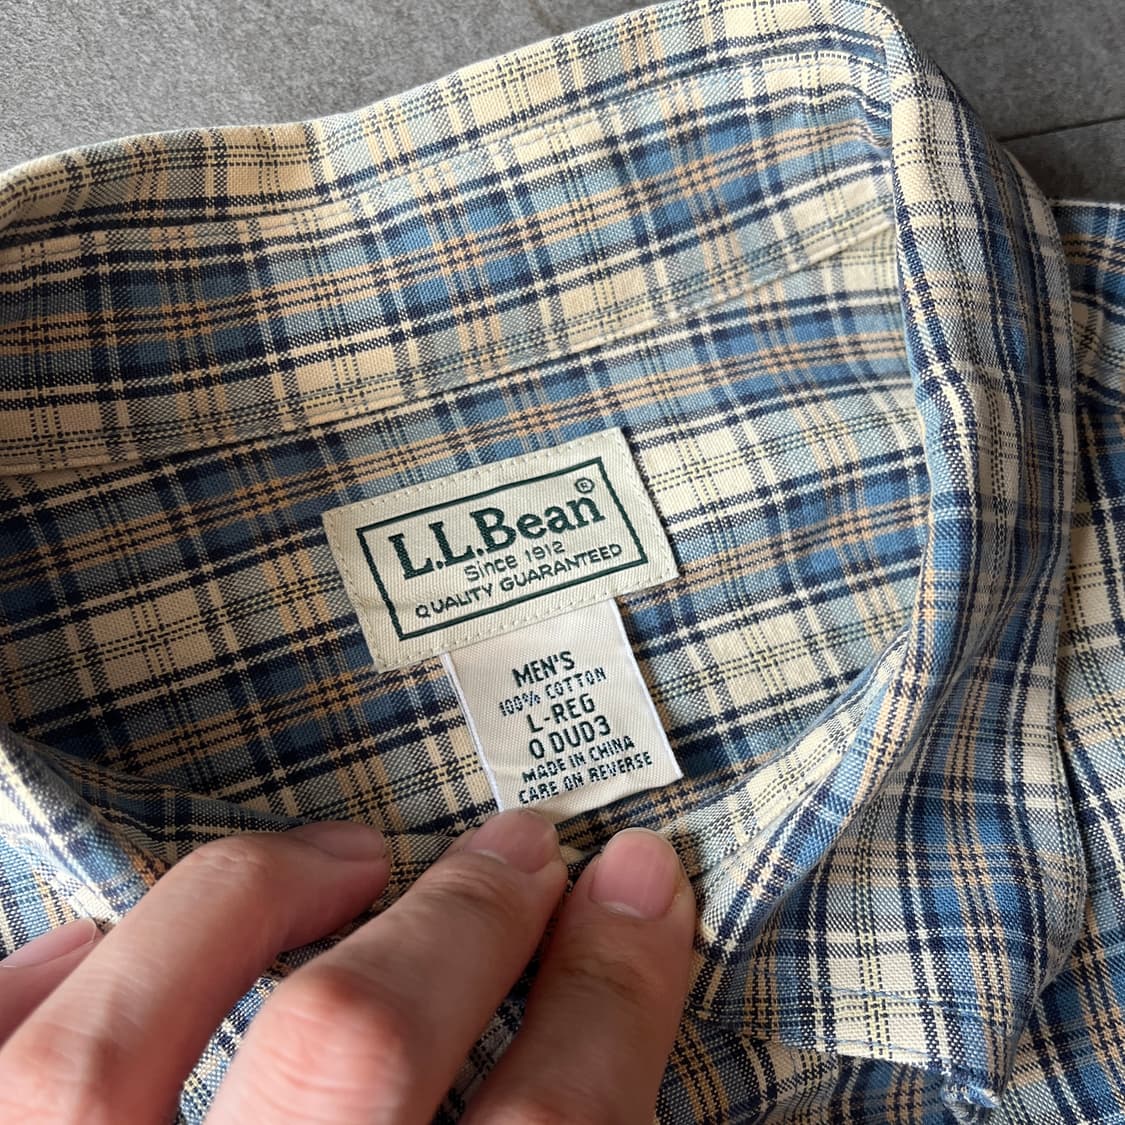 L.L.Bean®
Since 1912
QUALITY GUARANTEED
MEN'S
100% COTTON
L-REG
0 DUD3
MADE IN CHINA
CARE ON REVERSE